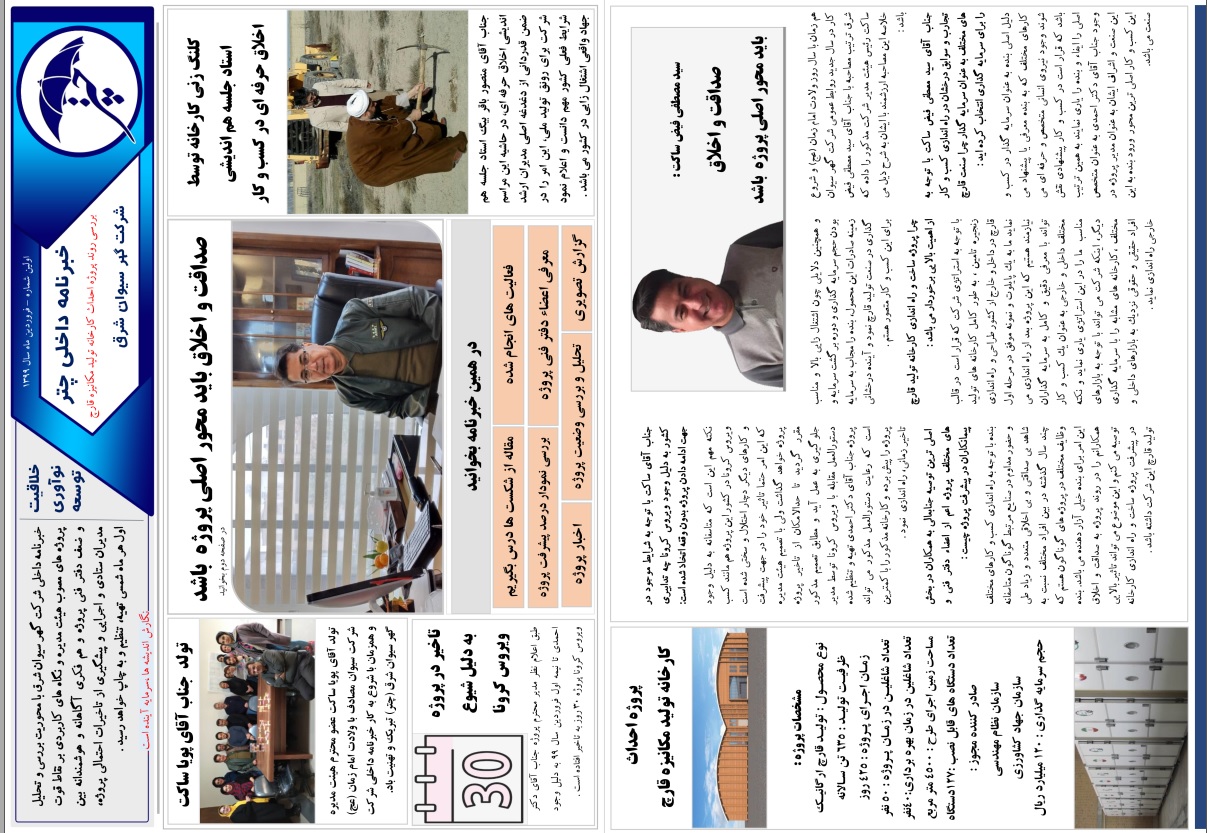 چتر
اولین شماره – فروردین ماه سال ۱۳۹۹
خبرنامه داخلی چتر
بررسی روند پروژه احداث کارخانه تولید مکانیزه قارچ
شرکت گهر سیوان شرق
خلاقیت
نوآوری
توسعه
خبرنامه داخلی شرکت گهر سیوان شرق با محوریت بررسی و تحلیل
پروژه های مصوب هیئت مدیره و نگاه های کاربردی بر نقاط قوت
و ضعف دفتر فنی پروژه و هم فکری آگاهانه و هوشمندانه بین
مدیران ستادی و اجرایی و پیشگیری از تاخیرات احتمالی پروژه،
اول هر ماه شمسی تهیه، تنظیم و به چاپ خواهد رسید .
نگارش اندیشه ها ،سرمایه آینده است
کلنگ زنی کارخانه توسط
استاد جلسه هم اندیشی
اخلاق حرفه ای در کسب و کار
جناب آقای منصور باقر بیگ استاد جلسه هم
اندیشی اخلاق حرفه ای، در حاشیه این مراسم
ضمن قدردانی از دغدغه اصلی مدیران ارشد
شرکت برای رونق تولید ملی، این امر را در
شرایط فعلی کشور مهم دانست و اعلام نمود
جهاد واقعی اشتغال زایی در کشور می باشد .
صداقت و اخلاق باید محور اصلی پروژه باشد
در صفحه دوم بخوانید
در همین خبرنامه بخوانید
فعالیت های انجام شده
مقاله از شکست ها درس بگیریم
معرفی اعضاء دفتر فنی پروژه
بررسی نمودار درصد پیشرفت پروژه
گزارش تصویری
تحلیل و بررسی وضعیت پروژه
اخبار پروژه
تولد جناب آقای پویا ساکت
تولد آقای پویا ساکت عضو محترم هیئت مدیره
شرکت سیوان مصادف با ولادت امام زمان (عج)
و همزمان با شروع به کار خبرنامه داخلی شرکت
گهر سیوان شرق (چتر) تبریک و تهنیت باد.
تاخیر در پروژه
به دلیل شیوع
ویروس کرونا
30
طبق اعلام نظر مدیر محترم پروژه جناب آقای دکتر
احمدی تا نیمه اول فروردین سال ۹۹ به دلیل وجود
ویروس کرونا پروژه ۳۰ روز به تاخیر افتاده است .
سید مصطفی فیض ساکت :
صداقت و اخلاق
باید محور اصلی پروژه باشد
هم زمان با سال روز ولادت امام زمان (عج) و شروع
کار در سال جدید روابط عمومی شرکت گهر سیوان
شرق ترتیب مصاحبه با جناب آقای سید مصطفی فیض
ساکت رئیس هیئت مدیر شرکت مذکور را داده که
خلاصه این مصاحبه ارزشمند با ایشان به شرح ذیل می
باشد :
جناب آقای سید مصطفی فیض ساکت با توجه به
تجارب و سوابق درخشان در راه اندازی کسب و کار
های مختلف به عنوان سرمایه گذار چرا صنعت قارچ
را برای سرمایه گذاری انتخاب کرده اید :
دلیل اصلی بنده به عنوان سرمایه گذار در کسب و
کارهای مختلف که به بنده معرفی یا پیشنهاد می
شوند وجود نیروی انسانی متخصص و حرفه ای می
باشد که قرار است در کسب و کار پیشنهادی نقش
اصلی را ایفاء و بنده را یاری نمایند به همین ترتیب
وجود جناب آقای دکتر احمدی به عنوان متخصص
این صنعت و اشراف ایشان به عنوان مدیر پروژه در
این کسب و کار اصلی ترین محور ورود بنده به این
صنعت می باشد.
و همچنین دلایلی چون اشتغال زایی بالا و مناسب
بودن حجم سرمایه گذاری و دوره برگشت سرمایه و
زمینه صادرات این محصول، بنده را مجاب به سرمایه
گذاری در صنعت تولید قارچ نمود و آینده درخشانی
برای این کسب و کار متصور هستم .
چرا پروژه ساخت و راه اندازی کارخانه تولید قارچ
از اهمیت بالایی برخوردار می باشد :
با توجه به استراتژی شرکت که قرار است در قالب
زنجیره تامین ، به طور کامل کارخانه های تولید
قارچ در داخل و خارج از کشور طراحی و راه اندازی
نماید ما به یک پایلوت و نمونه موفق در مرحله اول
نیازمند هستیم که این پروژه بعد از راه اندازی می
تواند با معرفی دقیق و کامل به سرمایه گذاران
مختلف داخلی و خارجی به عنوان یک کسب و کار
مناسب ما را در این استراتژی یاری نماید و نکته
دیگر، اینکه شرکت می تواند با توجه به بازارهای
مختلف ،کارخانه های مشابه را با سرمایه گذاری
افراد حقیقی و حقوقی نزدیک به بازارهای داخلی و
خارجی راه اندازی نماید .
جناب آقای ساکت با توجه به شرایط موجود در
کشور به دلیل وجود ویروس کرونا چه تدابیری
جهت ادامه دادن پروژه بدون وقفه اتخاذ شده است:
نکته مهم این است که متاسفانه به دلیل وجود
ویروس کرونا در کشور این پروژه هم مانند کسب
و کارهای دیگر دچار اختلال و سختی شده است
که این امر حتما تاثیر خود را در جهت پیشرفت
پروژه خواهد گذاشت ولی با تصمیم هیئت مدیره
مقرر گردید تا حدالامکان از تاخیر پروژه
جلوگیری به عمل آید و مطابق تصمیم مذکور
دستورالعمل مقابله با ویروس کرونا توسط مدیر
پروژه جناب آقای دکتر احمدی تهیه و تنظیم شده
است که رعایت دستورالعمل مذکور می تواند
پروژه را پیش برده و کارخانه مذکور را با کمترین
تاخیر زمانی، راه اندازی نمود .
اصلی ترین توصیه جنابعالی به همکاران در بخش
های مختلف پروژه اعم از اعضاء دفتر فنی و
پیمانکاران در پیشرفت پروژه چیست :
بنده با توجه به راه اندازی کسب و کارهای مختلف
و حضور مداوم در صنایع مرتبط گوناگون متاسفانه
شاهد بی صداقتی و بی اخلاقی متعدد و زیاد طی
چند سال گذشته در بین افراد مختلف نسبت به
وظایف مختلف در پروژه های گوناگون هستم که
این امر برای بنده خیلی آزار دهنده می باشد. بنده
همکارانم را در روند پروژه به صداقت و اخلاق
توصیه می کنم و این موضوع می تواند تاثیر بالایی
در پیشرفت پروژه ساخت و راه اندازی کارخانه
تولید قارچ این شرکت داشته باشد .
پروژه احداث
کارخانه تولید مکانیزه قارچ
مشخصات پروژه :
نوع محصول : تولید قارچ ارگانیک
ظرفیت تولید : ۶۳۵ تن سالانه
زمان اجرای پروژه : ۴۲۵ روز
تعداد شاغلین در زمان پروژه : ۵۰ نفر
تعداد شاغلین در زمان بهره برداری:۴۰نفر
مساحت زمین اجرای طرح : ۴۵۰۰ متر مربع
تعداد دستگاه های قابل نصب :۱۲۷دستگاه
صادر کننده مجوز :
سازمان نظام مهندسی
سازمان جهاد کشاورزی
حجم سرمایه گذاری : ۱۲۰ میلیارد ریال